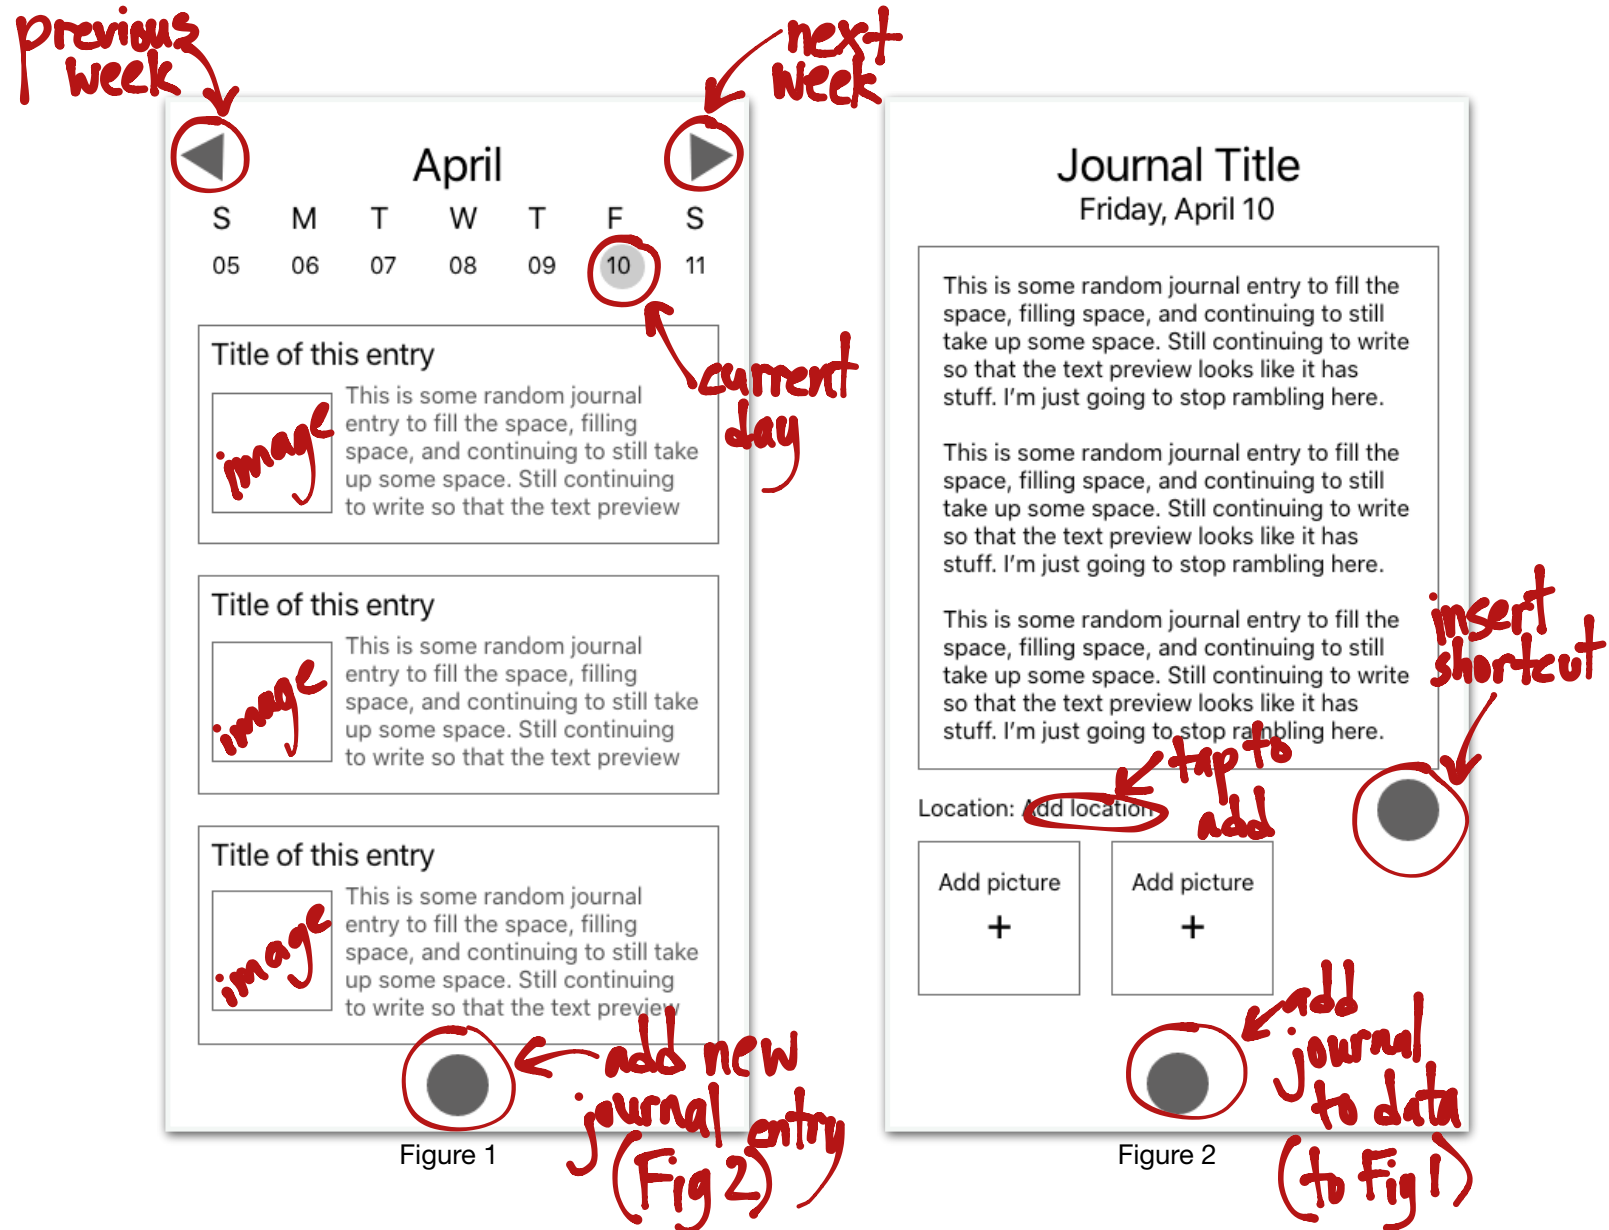 previous
week
next
week
April
S M T W T F S
05 06 07 08 09 10 11
current
day
Title of this entry
image
This is some random journal
entry to fill the space, filling
space, and continuing to still take
up some space. Still continuing
to write so that the text preview
Title of this entry
image
This is some random journal
entry to fill the space, filling
space, and continuing to still take
up some space. Still continuing
to write so that the text preview
Title of this entry
image
This is some random journal
entry to fill the space, filling
space, and continuing to still take
up some space. Still continuing
to write so that the text preview
add new
journal entry
(Fig 2)
Figure 1
Journal Title
Friday, April 10
This is some random journal entry to fill the
space, filling space, and continuing to still
take up some space. Still continuing to write
so that the text preview looks like it has
stuff. I'm just going to stop rambling here.
This is some random journal entry to fill the
space, filling space, and continuing to still
take up some space. Still continuing to write
so that the text preview looks like it has
stuff. I'm just going to stop rambling here.
This is some random journal entry to fill the
space, filling space, and continuing to still
take up some space. Still continuing to write
so that the text preview looks like it has
stuff. I'm just going to stop rambling here.
insert
shortcut
tap to
add
Location: Add location
Add picture
+
Add picture
+
add
journal
to data
(to Fig 1)
Figure 2